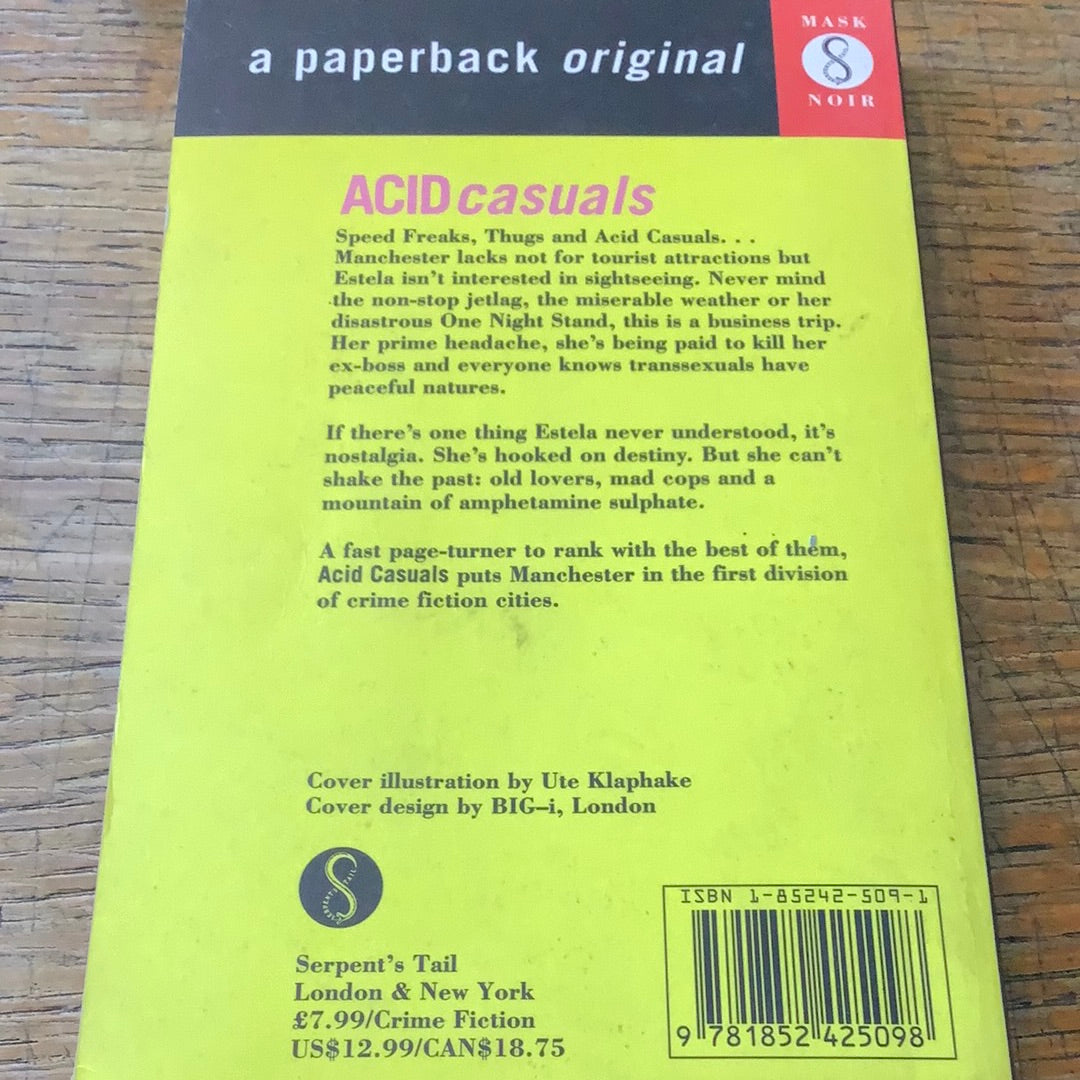 a paperback original
MASK
NOIR
ACID casuals
Speed Freaks, Thugs and Acid Casuals. . .
Manchester lacks not for tourist attractions but
Estela isn't interested in sightseeing. Never mind
the non-stop jetlag, the miserable weather or her
disastrous One Night Stand, this is a business trip.
Her prime headache, she's being paid to kill her
ex-boss and everyone knows transsexuals have
peaceful natures.
If there's one thing Estela never understood, it's
nostalgia. She's hooked on destiny. But she can't
shake the past: old lovers, mad cops and a
mountain of amphetamine sulphate.
A fast page-turner to rank with the best of them,
Acid Casuals puts Manchester in the first division
of crime fiction cities.
Cover illustration by Ute Klaphake
Cover design by BIG–i, London
SERPENT'S TAIL
Serpent's Tail
London & New York
£7.99/Crime Fiction
US$12.99/CAN$18.75
ISBN 1-85242-509-1
9 781852 425098